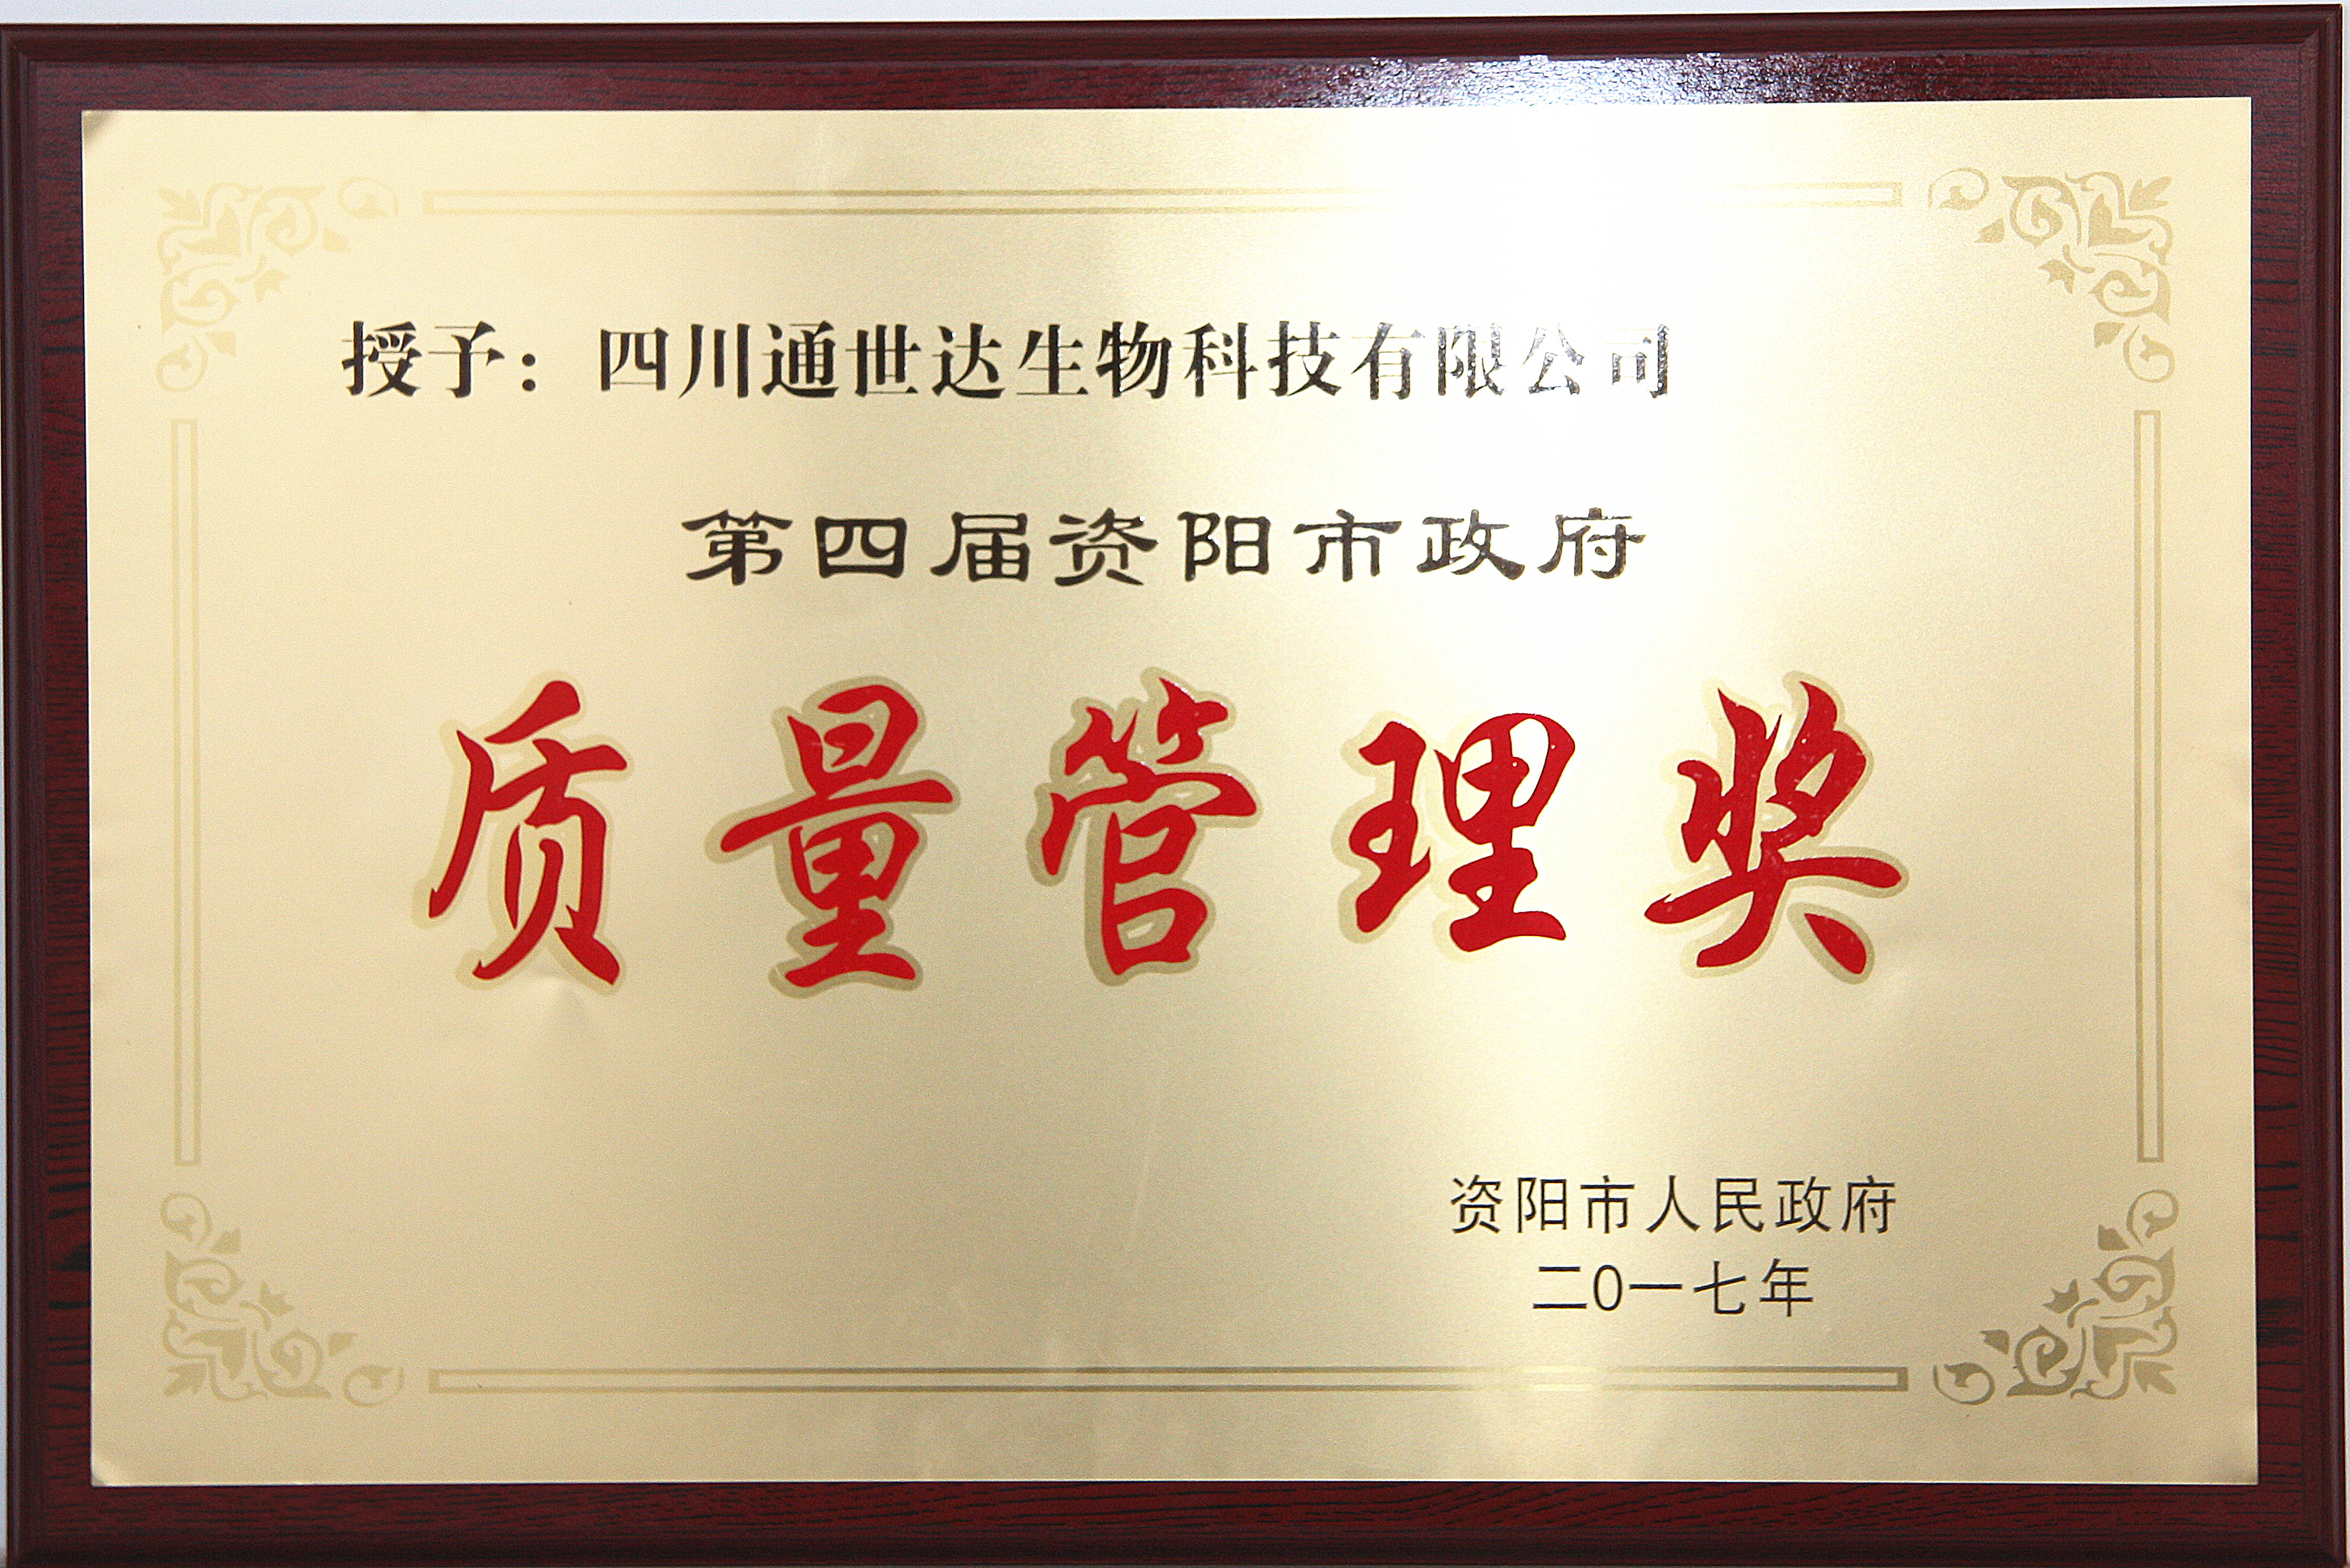 授予：四川通世达生物科技有限公司
第四届资阳市政府
质量管理奖
资阳市人民政府
二0一七年